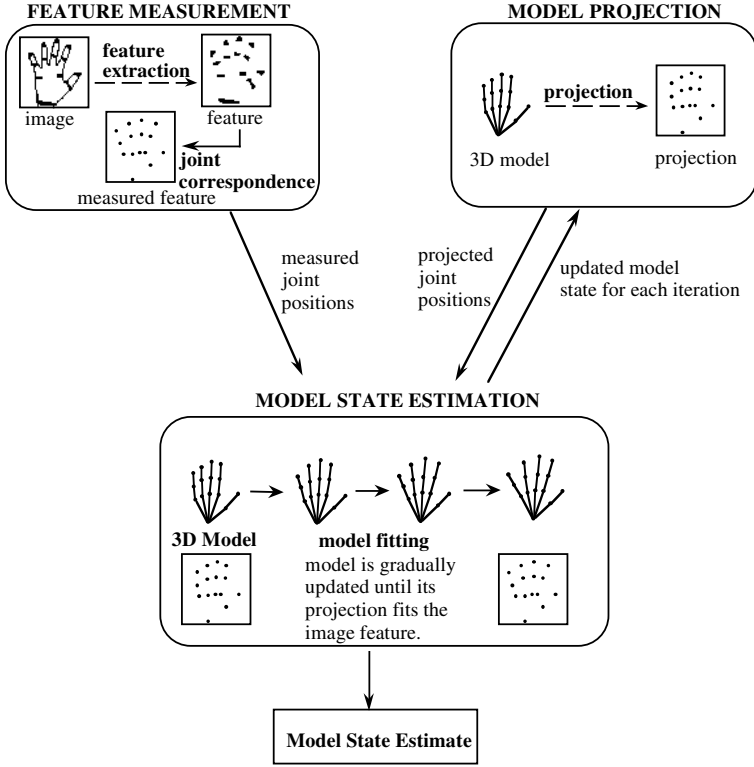 FEATURE MEASUREMENT
feature
extraction
image
feature
joint
correspondence
measured feature
MODEL PROJECTION
projection
3D model
projection
measured
joint
positions
projected
joint
positions
updated model
state for each iteration
MODEL STATE ESTIMATION
3D Model
model fitting
model is gradually
updated until its
projection fits the
image feature.
Model State Estimate